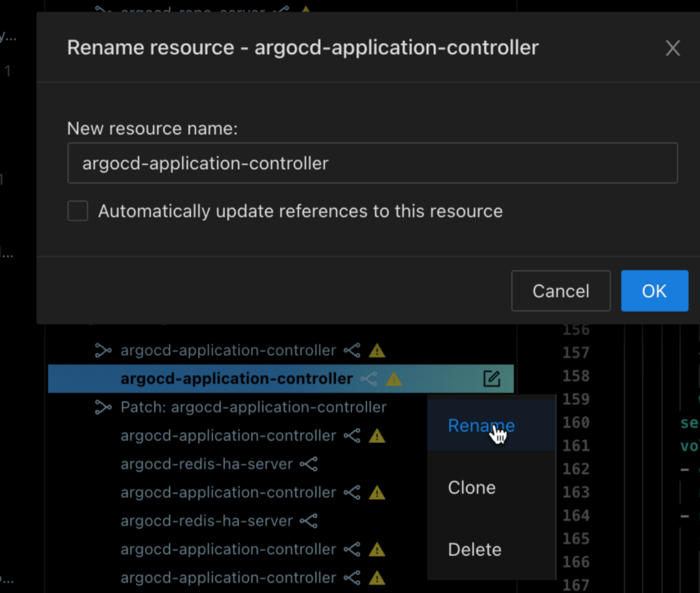 argocd-repo-server
y...
Rename resource - argocd-application-controller
1
New resource name:
argocd-application-controller
Automatically update references to this resource
Cancel
OK
156
argocd-application-controller
157
argocd-application-controller
158
Patch: argocd-application-controller
159
Rename
160
se
argocd-application-controller
161
vo
argocd-redis-ha-server
162
-
Clone
argocd-application-controller
163
argocd-redis-ha-server
164
-
argocd-application-controller
Delete
165
argocd-application-controller
166
167